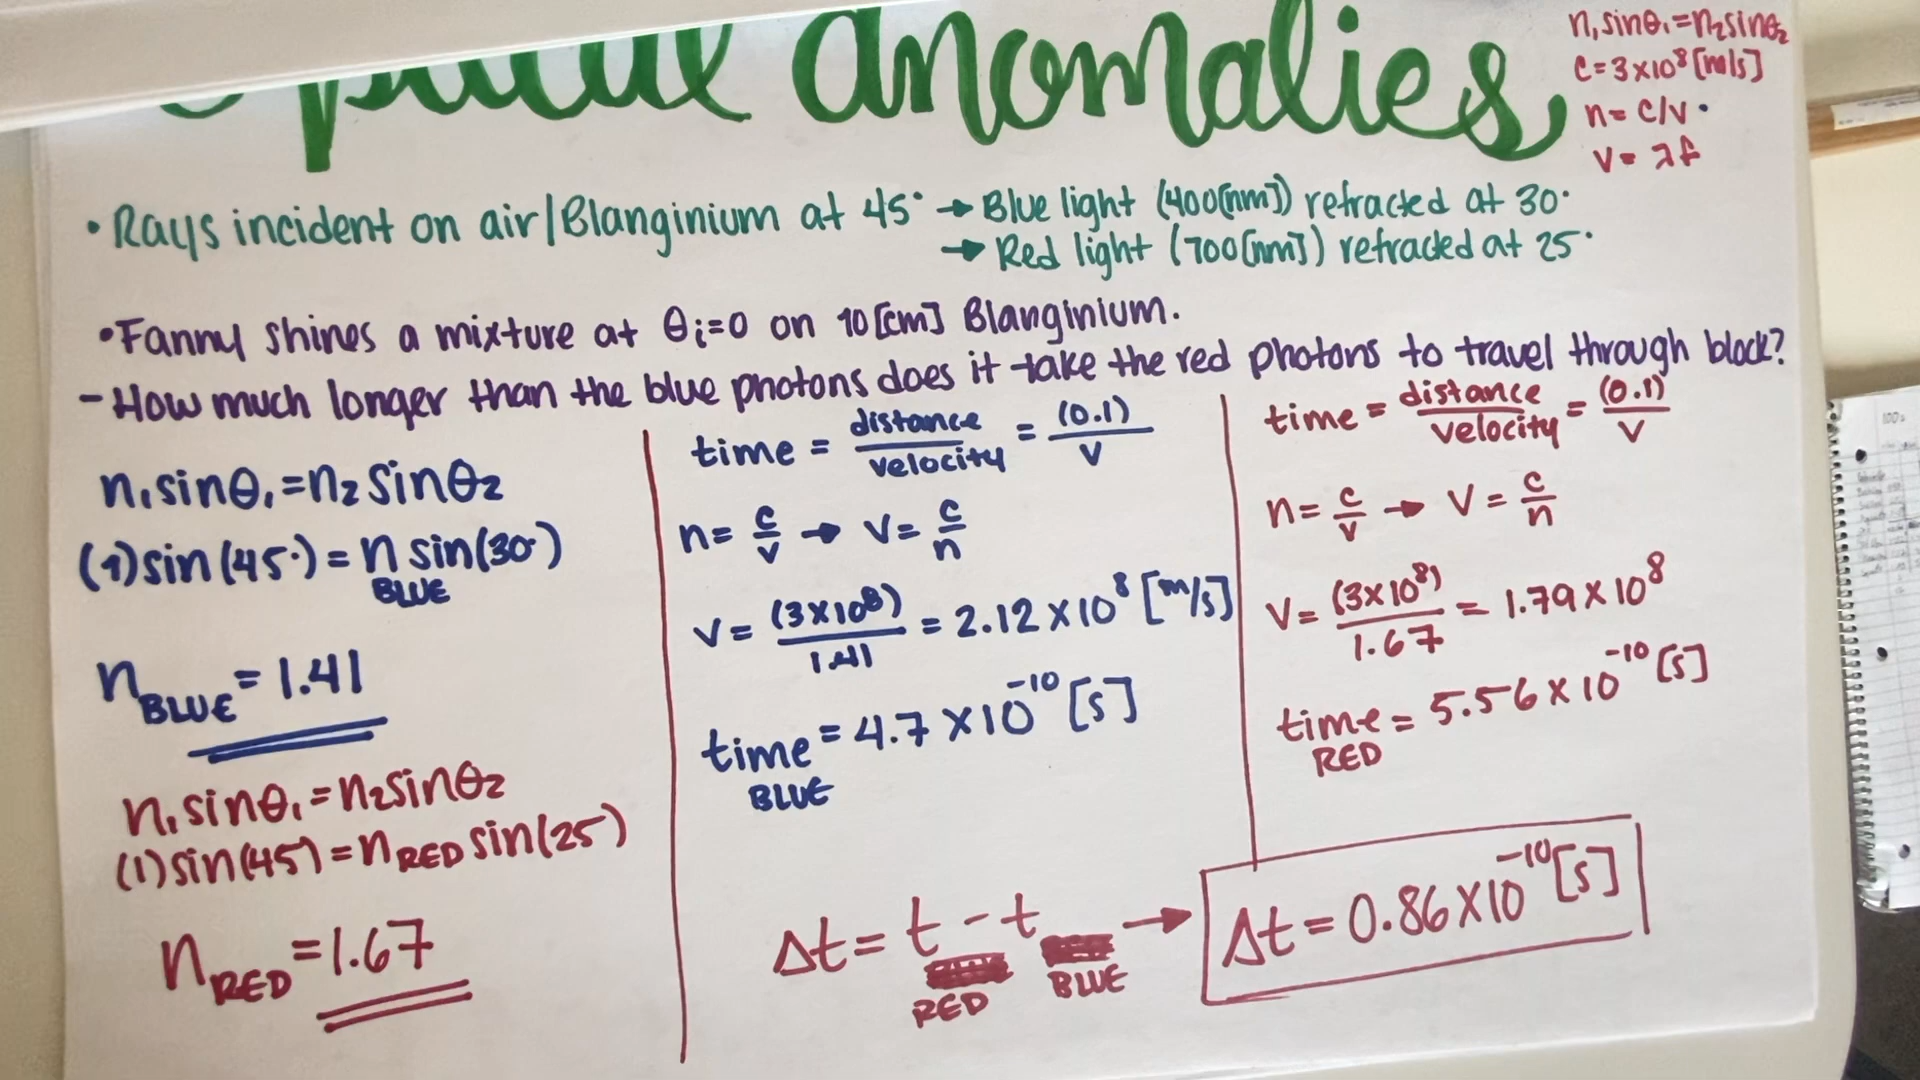 Optical anomalies
n₁sinθ₁=n₂sinθ₂
c=3×10⁸[m/s]
n=c/v
v=λf
• Rays incident on air/Blanginium at 45° → Blue light (400[nm]) refracted at 30°
→ Red light (700[nm]) refracted at 25°
• Fanny shines a mixture at θi=0 on 10[cm] Blanginium.
- How much longer than the blue photons does it take the red photons to travel through block?
n₁sinθ₁=n₂sinθ₂
(1)sin(45°)=n BLUE sin(30°)
n BLUE = 1.41
n₁sinθ₁=n₂sinθ₂
(1)sin(45)=n RED sin(25)
n RED = 1.67
time = distance/velocity = (0.1)/v
n= c/v → v= c/n
v= (3×10⁸)/1.41 = 2.12×10⁸ [m/s]
time BLUE = 4.7×10⁻¹⁰ [s]
time = distance/velocity = (0.1)/v
n= c/v → v= c/n
v= (3×10⁸)/1.67 = 1.79×10⁸
time RED = 5.56×10⁻¹⁰ [s]
Δt= t RED - t BLUE → Δt=0.86×10⁻¹⁰[s]